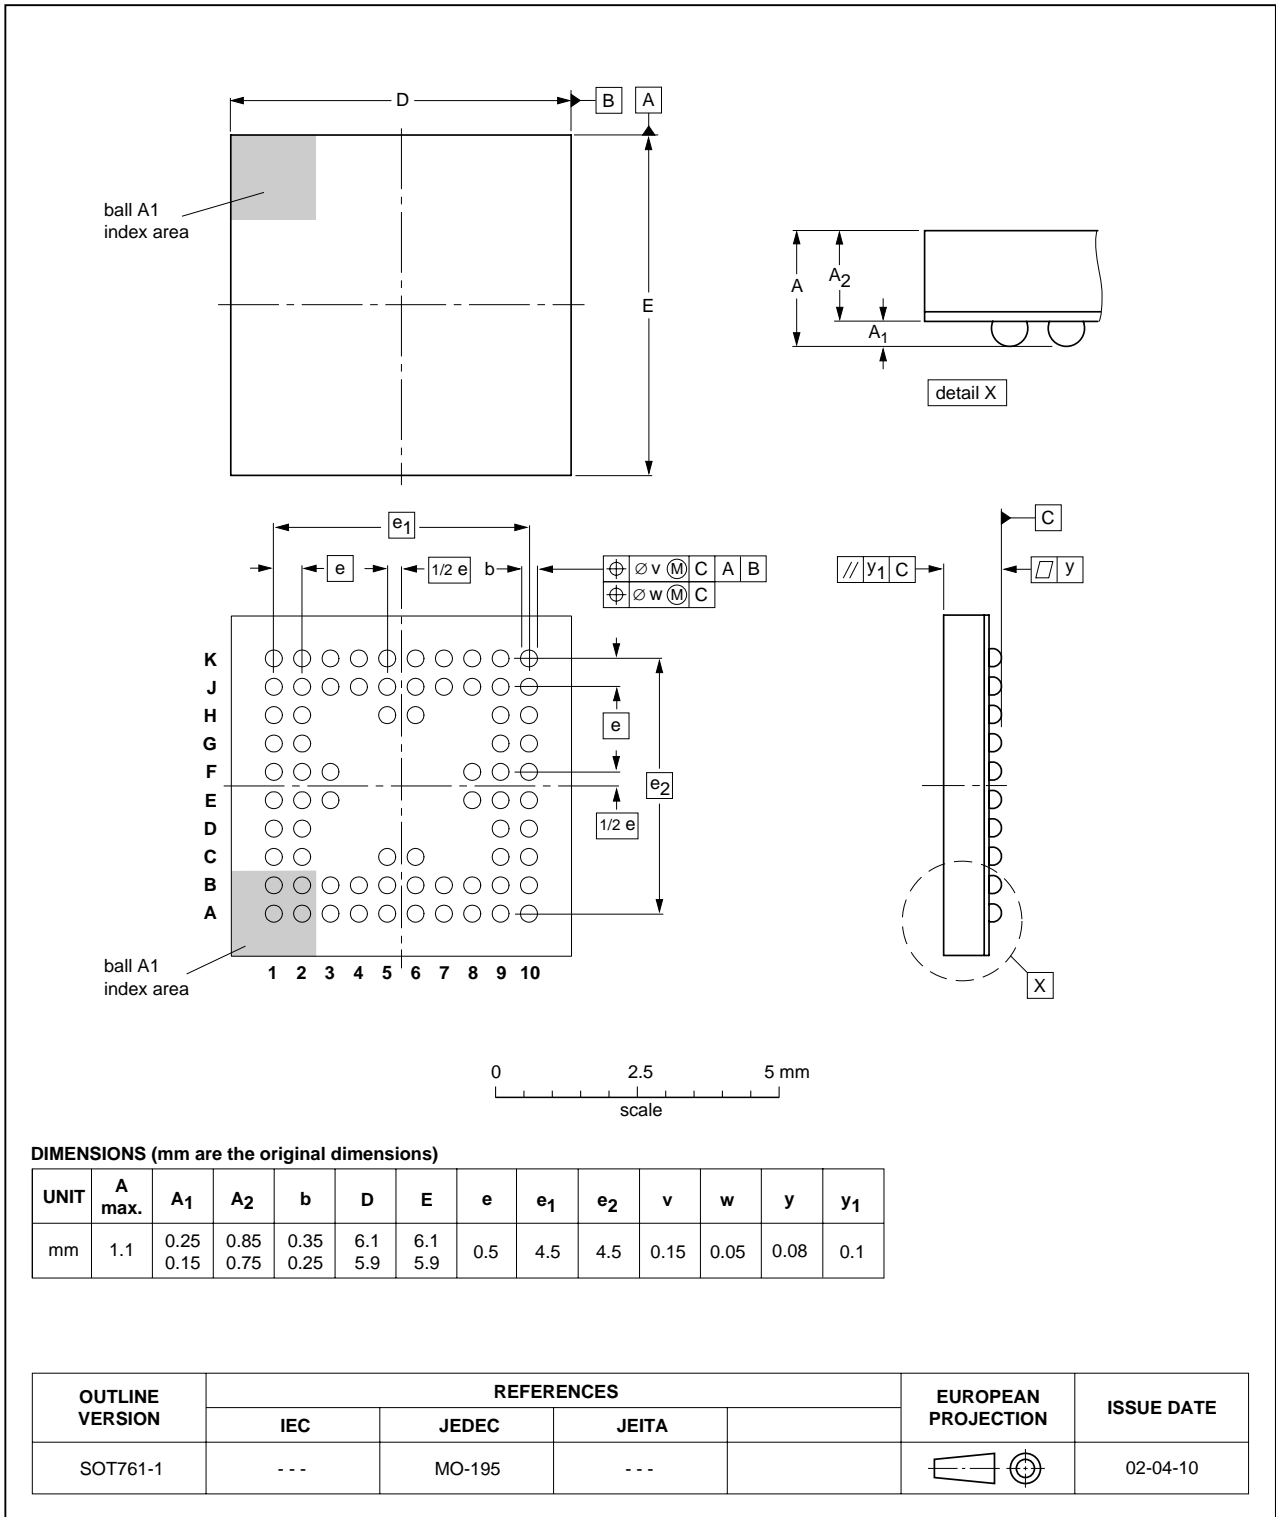 D
B
A
ball A1
index area
E
A
A2
A1
detail X
e1
e
1/2 e
b
⌀ v Ⓜ C A B
⌀ w Ⓜ C
C
// y1 C
y
K
J
H
G
F
E
D
C
B
A
e
e2
1/2 e
ball A1
index area
1 2 3 4 5 6 7 8 9 10
X
0 2.5 5 mm
scale
DIMENSIONS (mm are the original dimensions)
UNIT A max. A1 A2 b D E e e1 e2 v w y y1
mm 1.1 0.25 0.15 0.85 0.75 0.35 0.25 6.1 5.9 6.1 5.9 0.5 4.5 4.5 0.15 0.05 0.08 0.1
OUTLINE VERSION REFERENCES EUROPEAN PROJECTION ISSUE DATE
IEC JEDEC JEITA
SOT761-1 - - - MO-195 - - - 02-04-10